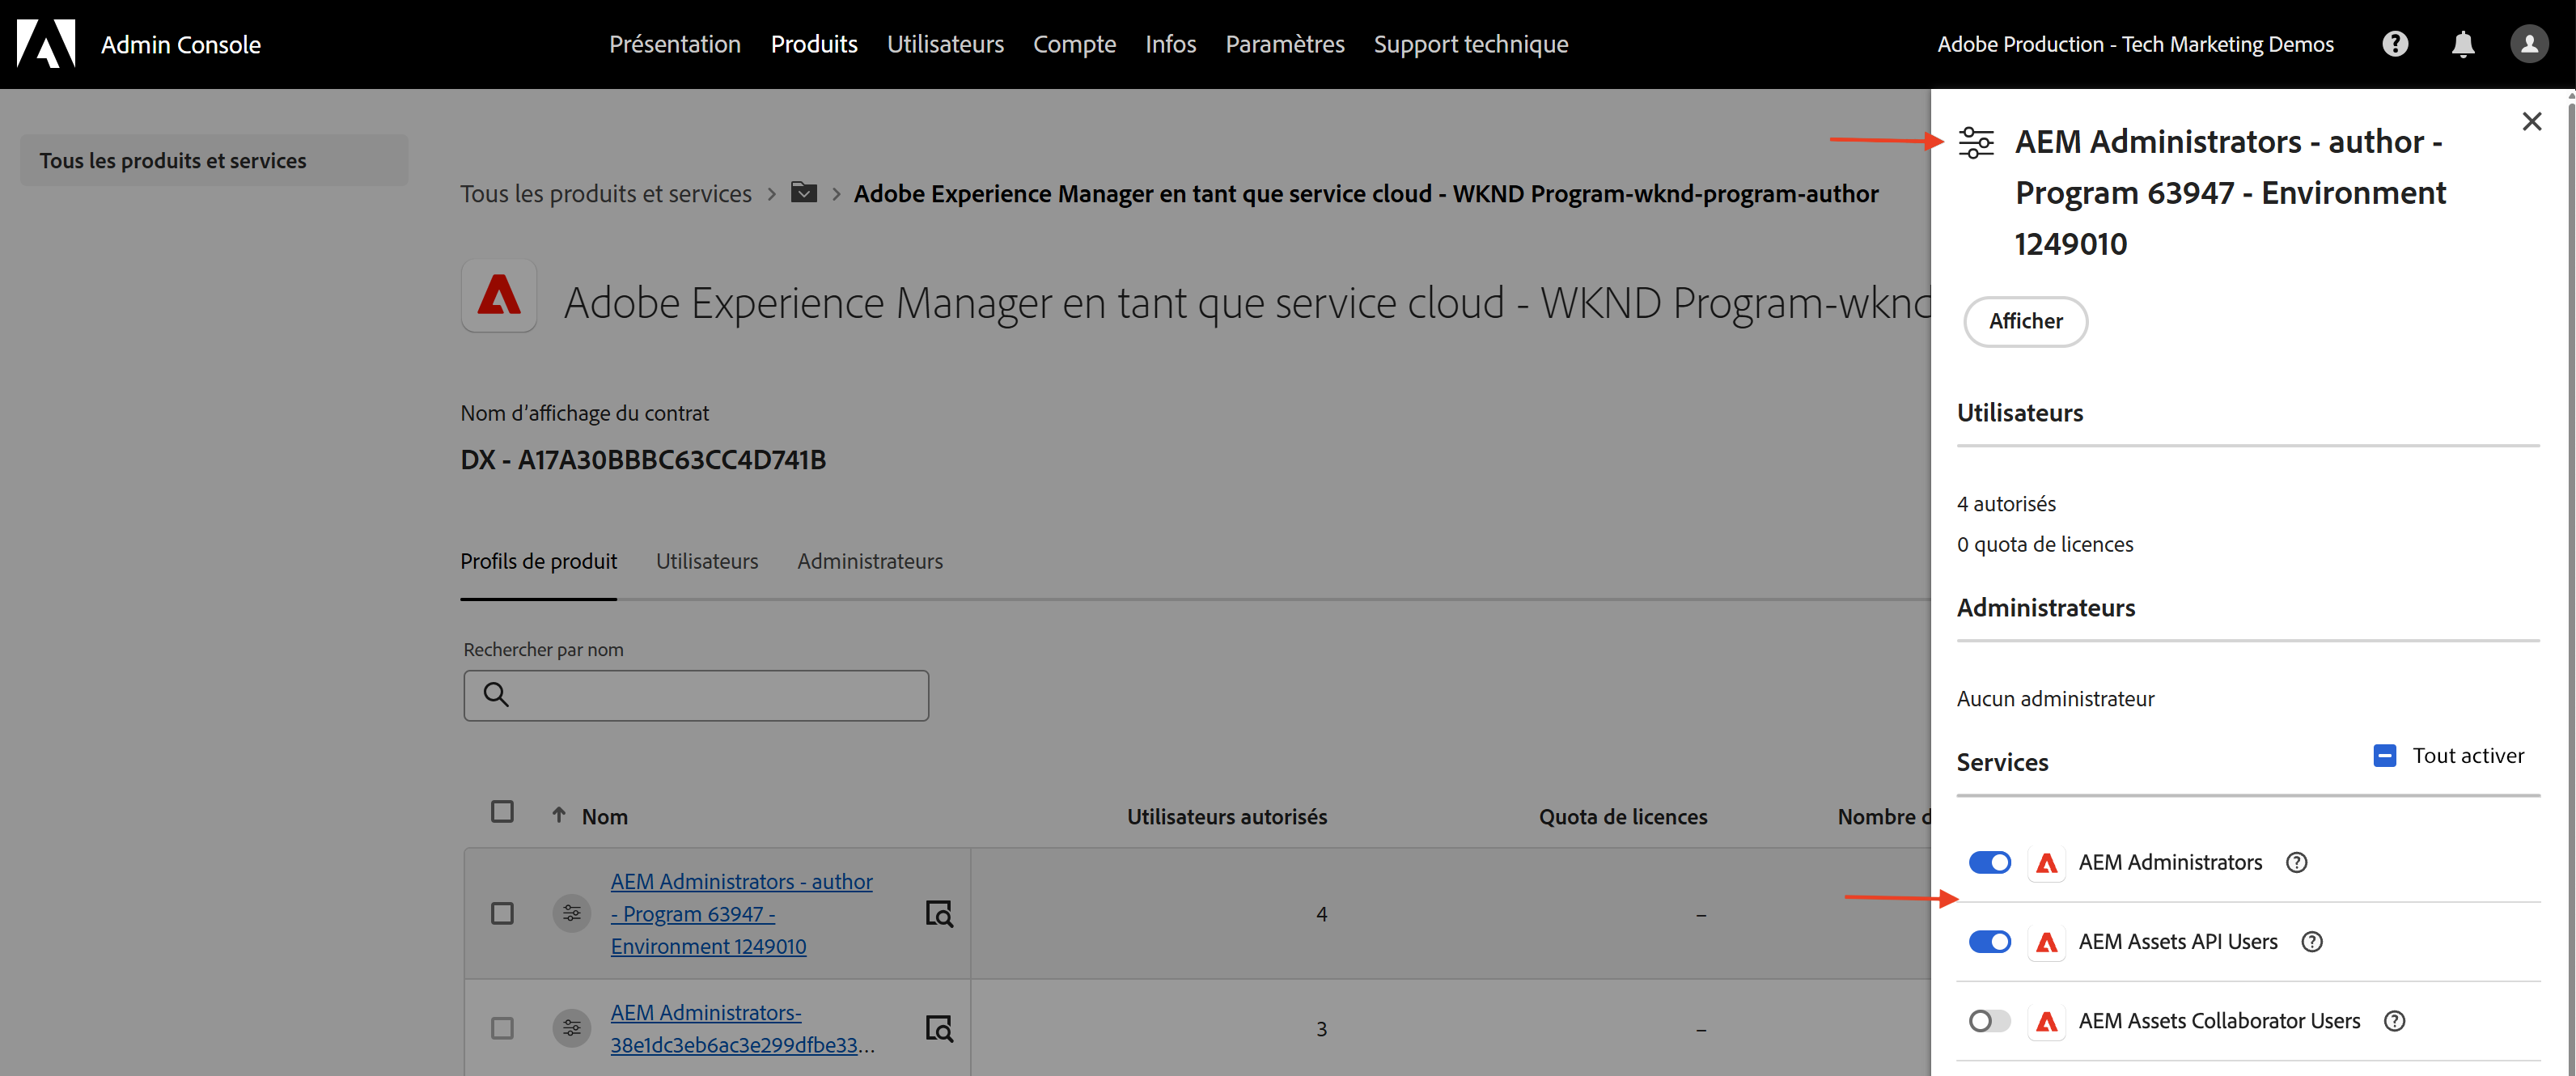 Admin Console
Présentation Produits Utilisateurs Compte Infos Paramètres Support technique
Adobe Production - Tech Marketing Demos
Tous les produits et services
Tous les produits et services > > Adobe Experience Manager en tant que service cloud - WKND Program-wknd-program-author
Adobe Experience Manager en tant que service cloud - WKND Program-wknd
Nom d’affichage du contrat
DX - A17A30BBBC63CC4D741B
Profils de produit Utilisateurs Administrateurs
Rechercher par nom
Nom Utilisateurs autorisés Quota de licences Nombre d
AEM Administrators - author
- Program 63947 -
Environment 1249010
4 –
AEM Administrators-
38e1dc3eb6ac3e299dfbe33...
3 –
AEM Administrators - author -
Program 63947 - Environment
1249010
Afficher
Utilisateurs
4 autorisés
0 quota de licences
Administrateurs
Aucun administrateur
Services Tout activer
AEM Administrators
AEM Assets API Users
AEM Assets Collaborator Users